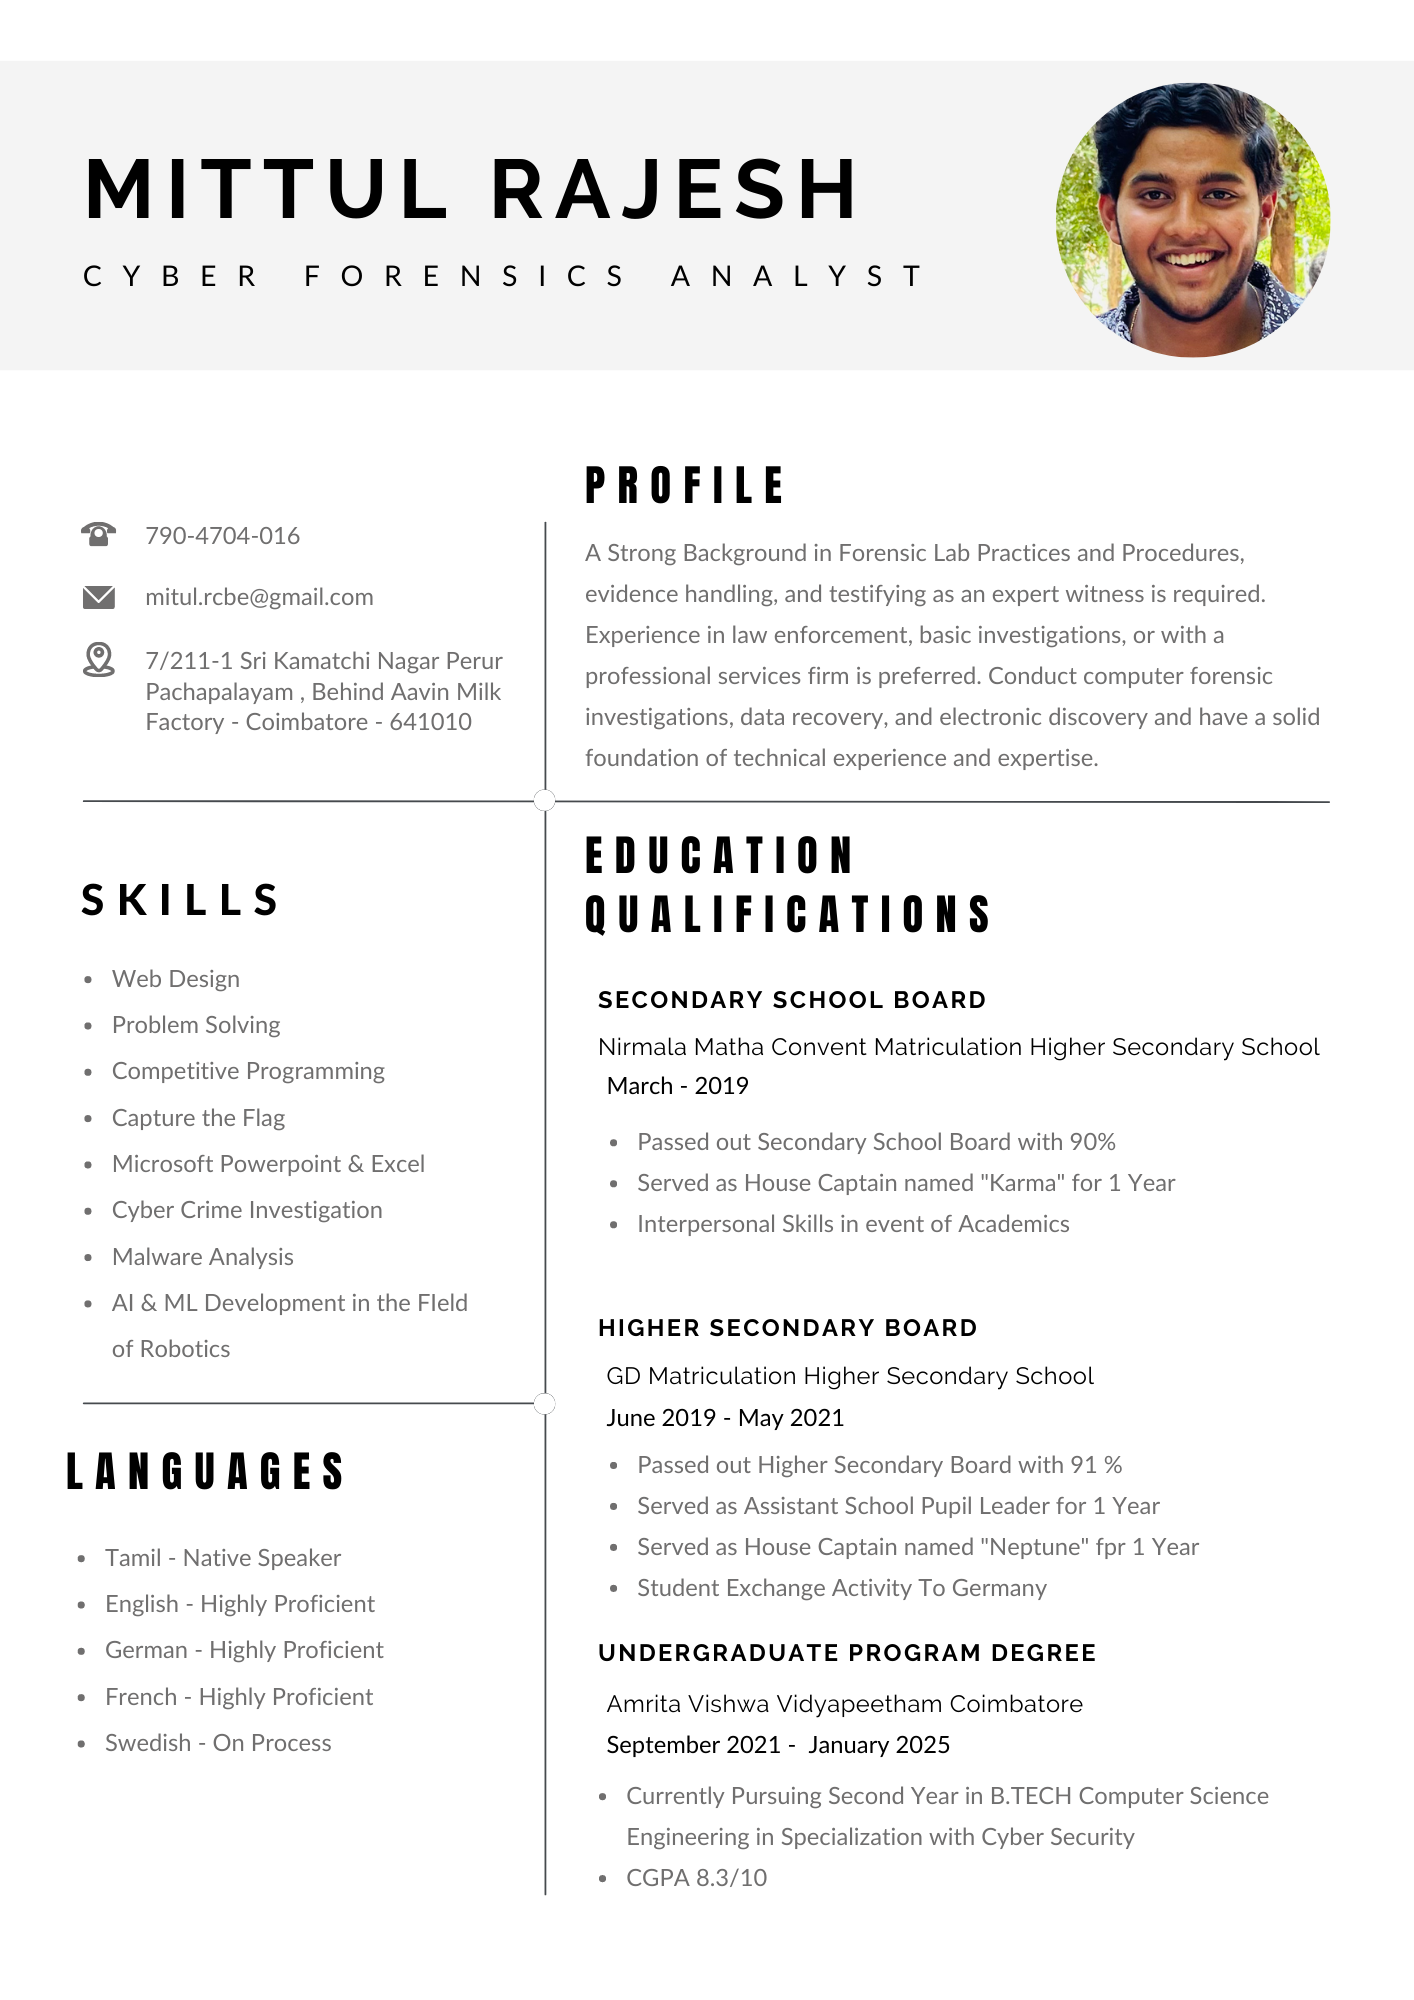 MITTUL RAJESH
CYBER FORENSICS ANALYST
790-4704-016
mitul.rcbe@gmail.com
7/211-1 Sri Kamatchi Nagar Perur
Pachapalayam , Behind Aavin Milk
Factory - Coimbatore - 641010
PROFILE
A Strong Background in Forensic Lab Practices and Procedures,
evidence handling, and testifying as an expert witness is required.
Experience in law enforcement, basic investigations, or with a
professional services firm is preferred. Conduct computer forensic
investigations, data recovery, and electronic discovery and have a solid
foundation of technical experience and expertise.
SKILLS
• Web Design
• Problem Solving
• Competitive Programming
• Capture the Flag
• Microsoft Powerpoint & Excel
• Cyber Crime Investigation
• Malware Analysis
• AI & ML Development in the FIeld
of Robotics
LANGUAGES
• Tamil - Native Speaker
• English - Highly Proficient
• German - Highly Proficient
• French - Highly Proficient
• Swedish - On Process
EDUCATION
QUALIFICATIONS
SECONDARY SCHOOL BOARD
Nirmala Matha Convent Matriculation Higher Secondary School
March - 2019
• Passed out Secondary School Board with 90%
• Served as House Captain named "Karma" for 1 Year
• Interpersonal Skills in event of Academics
HIGHER SECONDARY BOARD
GD Matriculation Higher Secondary School
June 2019 - May 2021
• Passed out Higher Secondary Board with 91 %
• Served as Assistant School Pupil Leader for 1 Year
• Served as House Captain named "Neptune" fpr 1 Year
• Student Exchange Activity To Germany
UNDERGRADUATE PROGRAM DEGREE
Amrita Vishwa Vidyapeetham Coimbatore
September 2021 - January 2025
• Currently Pursuing Second Year in B.TECH Computer Science
Engineering in Specialization with Cyber Security
• CGPA 8.3/10